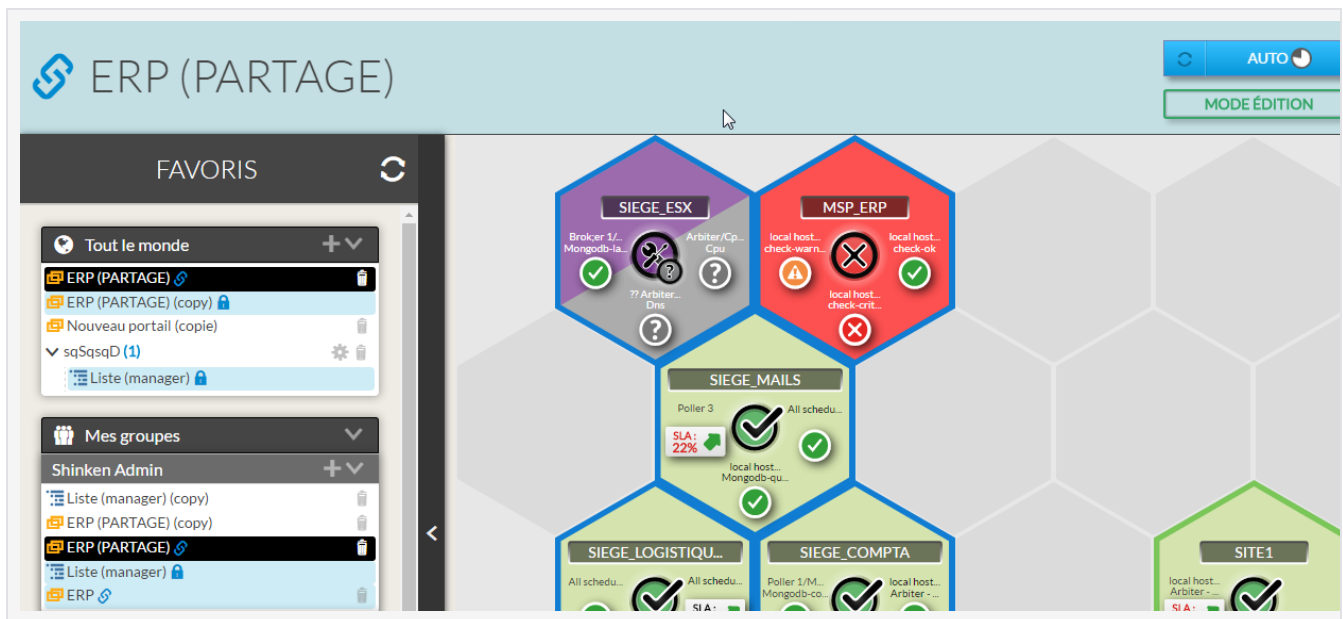 ERP (PARTAGE)
AUTO
MODE ÉDITION
FAVORIS
Tout le monde
ERP (PARTAGE)
ERP (PARTAGE) (copy)
Nouveau portail (copie)
sqSqsqD (1)
Liste (manager)
Mes groupes
Shinken Admin
Liste (manager) (copy)
ERP (PARTAGE) (copy)
ERP (PARTAGE)
Liste (manager)
ERP
SIEGE_ESX
Brok;er 1/...
Mongodb-la...
Arbiter/Cp...
Cpu
?? Arbiter...
Dns
MSP_ERP
local host...
check-warn...
local host...
check-ok
local host...
check-crit...
SIEGE_MAILS
Poller 3
All schedu...
SLA:
22%
local host...
Mongodb-qu...
SIEGE_LOGISTIQU...
All schedu...
All schedu...
SLA:
SIEGE_COMPTA
Poller 1/M...
Mongodb-co...
local host...
Arbiter - ...
SITE1
local host...
Arbiter - ...
SLA: